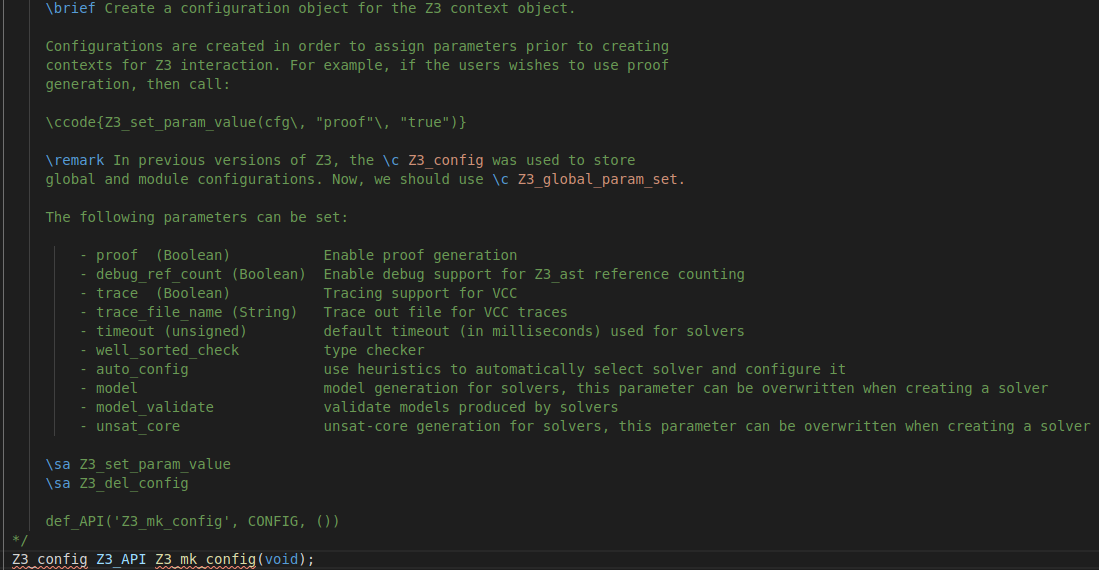 \brief Create a configuration object for the Z3 context object.
Configurations are created in order to assign parameters prior to creating
contexts for Z3 interaction. For example, if the users wishes to use proof
generation, then call:
\ccode{Z3_set_param_value(cfg\, "proof"\, "true")}
\remark In previous versions of Z3, the \c Z3_config was used to store
global and module configurations. Now, we should use \c Z3_global_param_set.
The following parameters can be set:
- proof  (Boolean)           Enable proof generation
- debug_ref_count (Boolean)  Enable debug support for Z3_ast reference counting
- trace  (Boolean)           Tracing support for VCC
- trace_file_name (String)   Trace out file for VCC traces
- timeout (unsigned)         default timeout (in milliseconds) used for solvers
- well_sorted_check          type checker
- auto_config                use heuristics to automatically select solver and configure it
- model                      model generation for solvers, this parameter can be overwritten when creating a solver
- model_validate             validate models produced by solvers
- unsat_core                 unsat-core generation for solvers, this parameter can be overwritten when creating a solver
\sa Z3_set_param_value
\sa Z3_del_config
def_API('Z3_mk_config', CONFIG, ())
*/
Z3_config Z3_API Z3_mk_config(void);